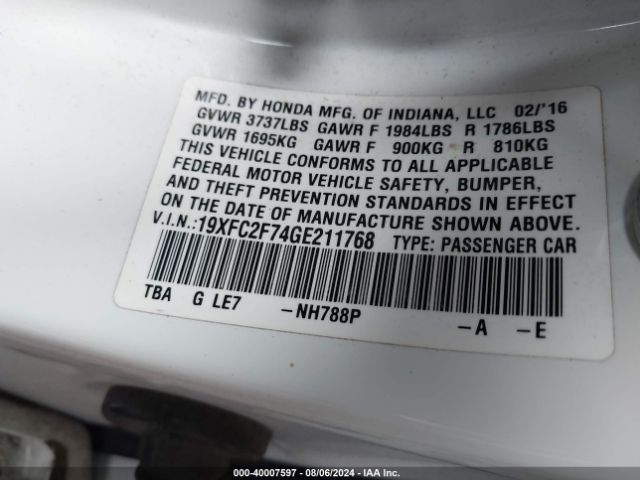 MFD. BY HONDA MFG. OF INDIANA, LLC 02/'16
GVWR 3737LBS GAWR F 1984LBS R 1786LBS
GVWR 1695KG GAWR F 900KG R 810KG
THIS VEHICLE CONFORMS TO ALL APPLICABLE
FEDERAL MOTOR VEHICLE SAFETY, BUMPER,
AND THEFT PREVENTION STANDARDS IN EFFECT
ON THE DATE OF MANUFACTURE SHOWN ABOVE.
V.I.N.:19XFC2F74GE211768 TYPE: PASSENGER CAR
TBA G LE7 -NH788P -A -E
000-40007597 - 08/06/2024 - IAA Inc.